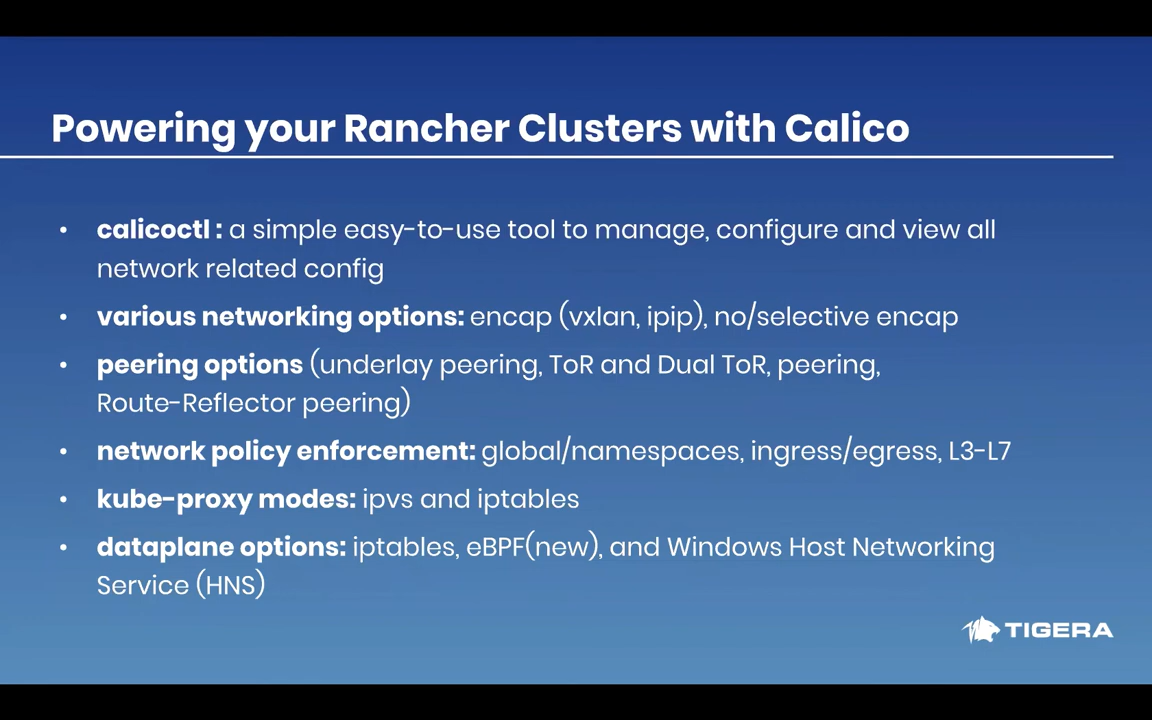 Powering your Rancher Clusters with Calico
• calicoctl : a simple easy-to-use tool to manage, configure and view all
network related config
• various networking options: encap (vxlan, ipip), no/selective encap
• peering options (underlay peering, ToR and Dual ToR, peering,
Route-Reflector peering)
• network policy enforcement: global/namespaces, ingress/egress, L3-L7
• kube-proxy modes: ipvs and iptables
• dataplane options: iptables, eBPF(new), and Windows Host Networking
Service (HNS)
TIGERA